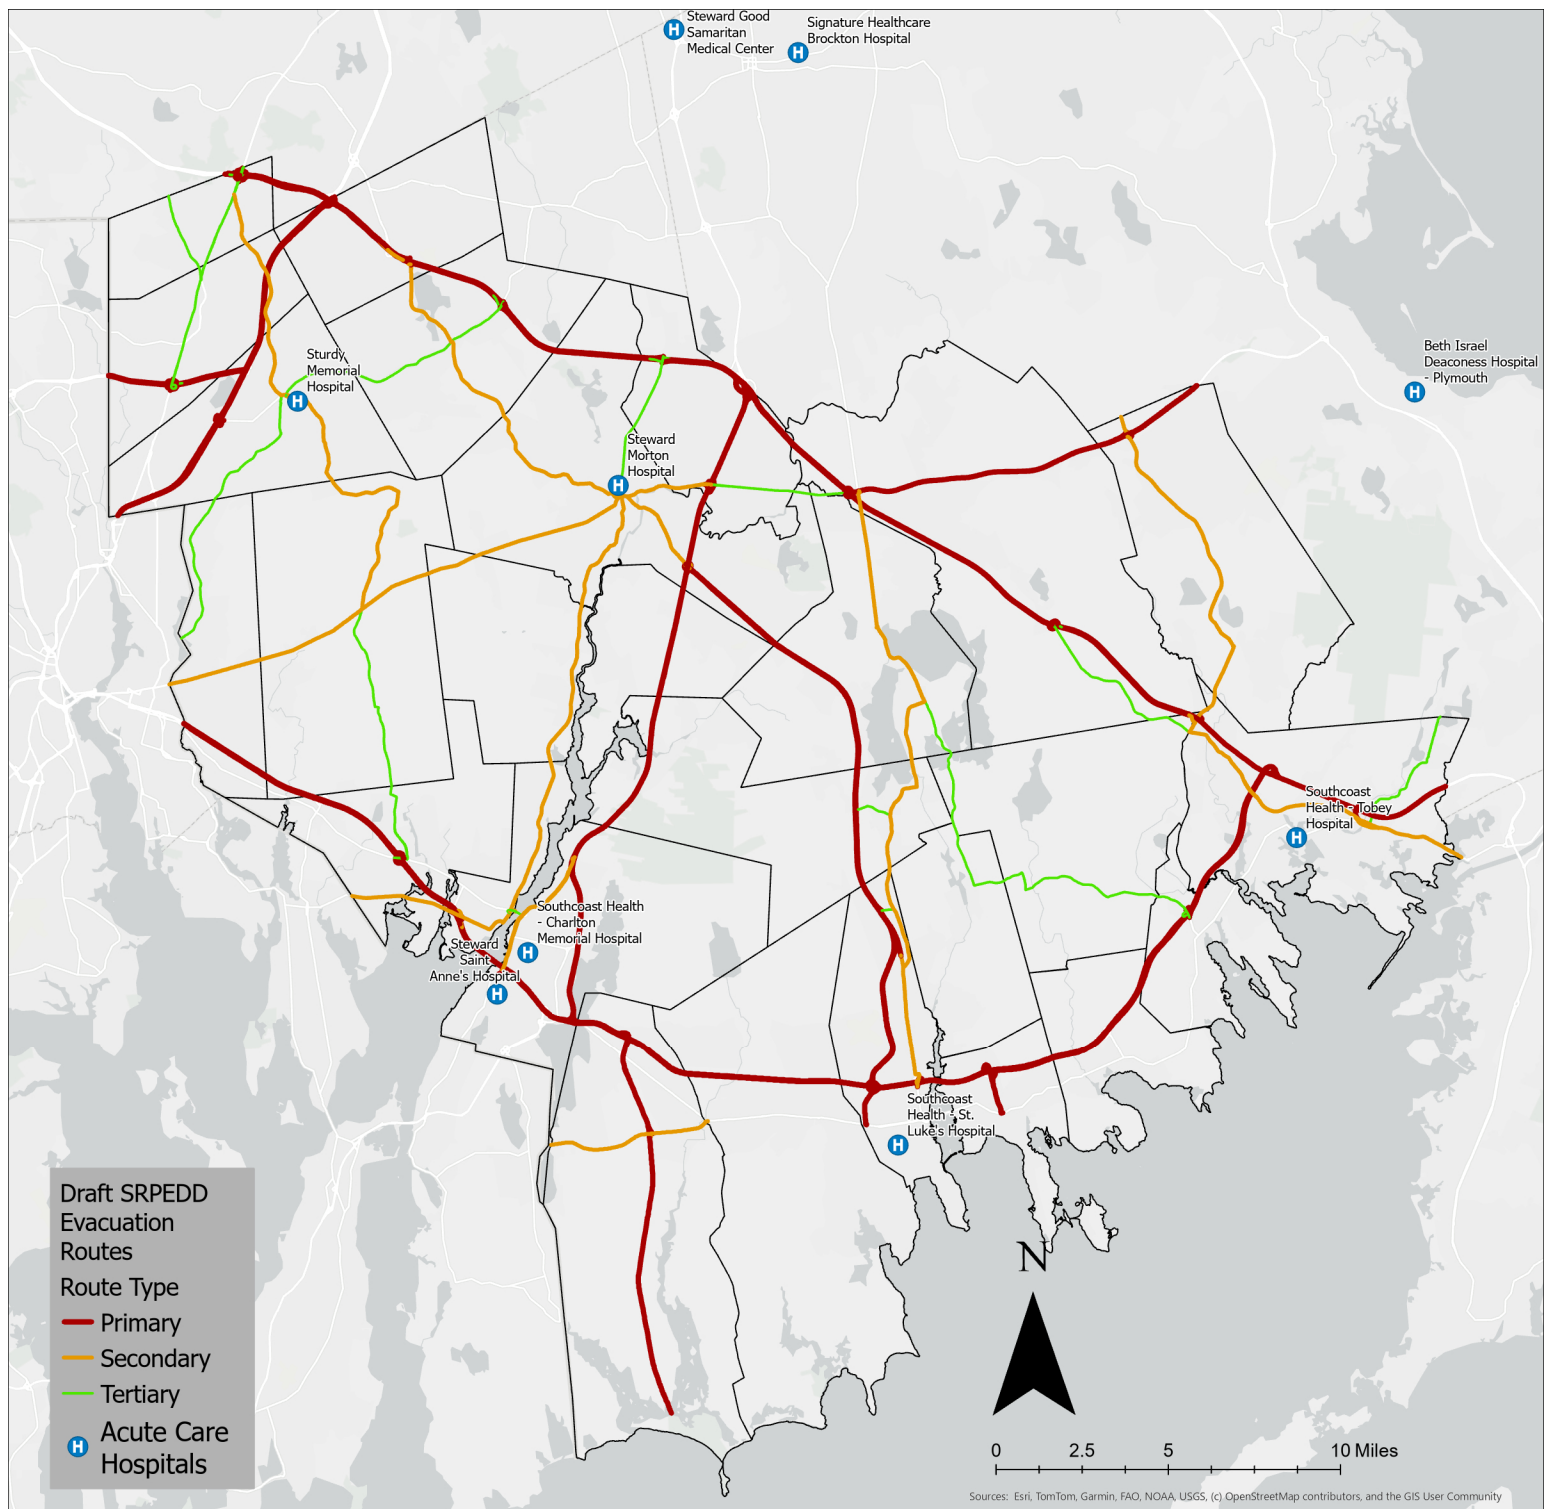 Steward Good
Samaritan
Medical Center
Signature Healthcare
Brockton Hospital
H
H
Beth Israel
Deaconess Hospital
- Plymouth
H
Sturdy
Memorial
Hospital
H
Steward
Morton
Hospital
H
Southcoast
Health - Tobey
Hospital
H
Southcoast Health
- Charlton
Memorial Hospital
H
Steward
Saint
Anne's Hospital
H
Southcoast
Health - St.
Luke's Hospital
H
Draft SRPEDD
Evacuation
Routes
Route Type
Primary
Secondary
Tertiary
H
Acute Care
Hospitals
N
0 2.5 5 10 Miles
Sources: Esri, TomTom, Garmin, FAO, NOAA, USGS, (c) OpenStreetMap contributors, and the GIS User Community